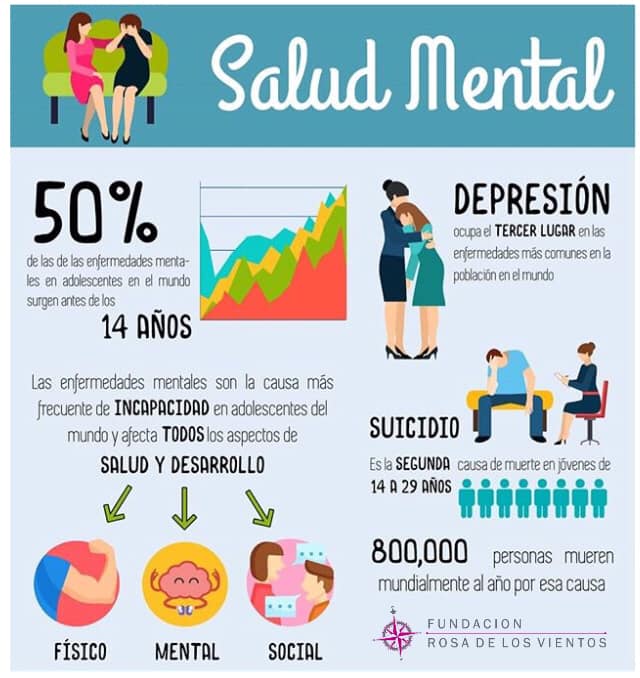 Salud Mental
50%
de las de las enfermedades menta-
les en adolescentes en el mundo
surgen antes de los
14 AÑOS
Las enfermedades mentales son la causa más
frecuente de INCAPACIDAD en adolescentes del
mundo y afecta TODOS los aspectos de
SALUD Y DESARROLLO
FÍSICO
MENTAL
SOCIAL
DEPRESIÓN
ocupa el TERCER LUGAR en las
enfermedades más comunes en la
población en el mundo
SUICIDIO
Es la SEGUNDA causa de muerte en jóvenes de
14 A 29 AÑOS
800,000 personas mueren
mundialmente al año por esa causa
FUNDACION
ROSA DE LOS VIENTOS